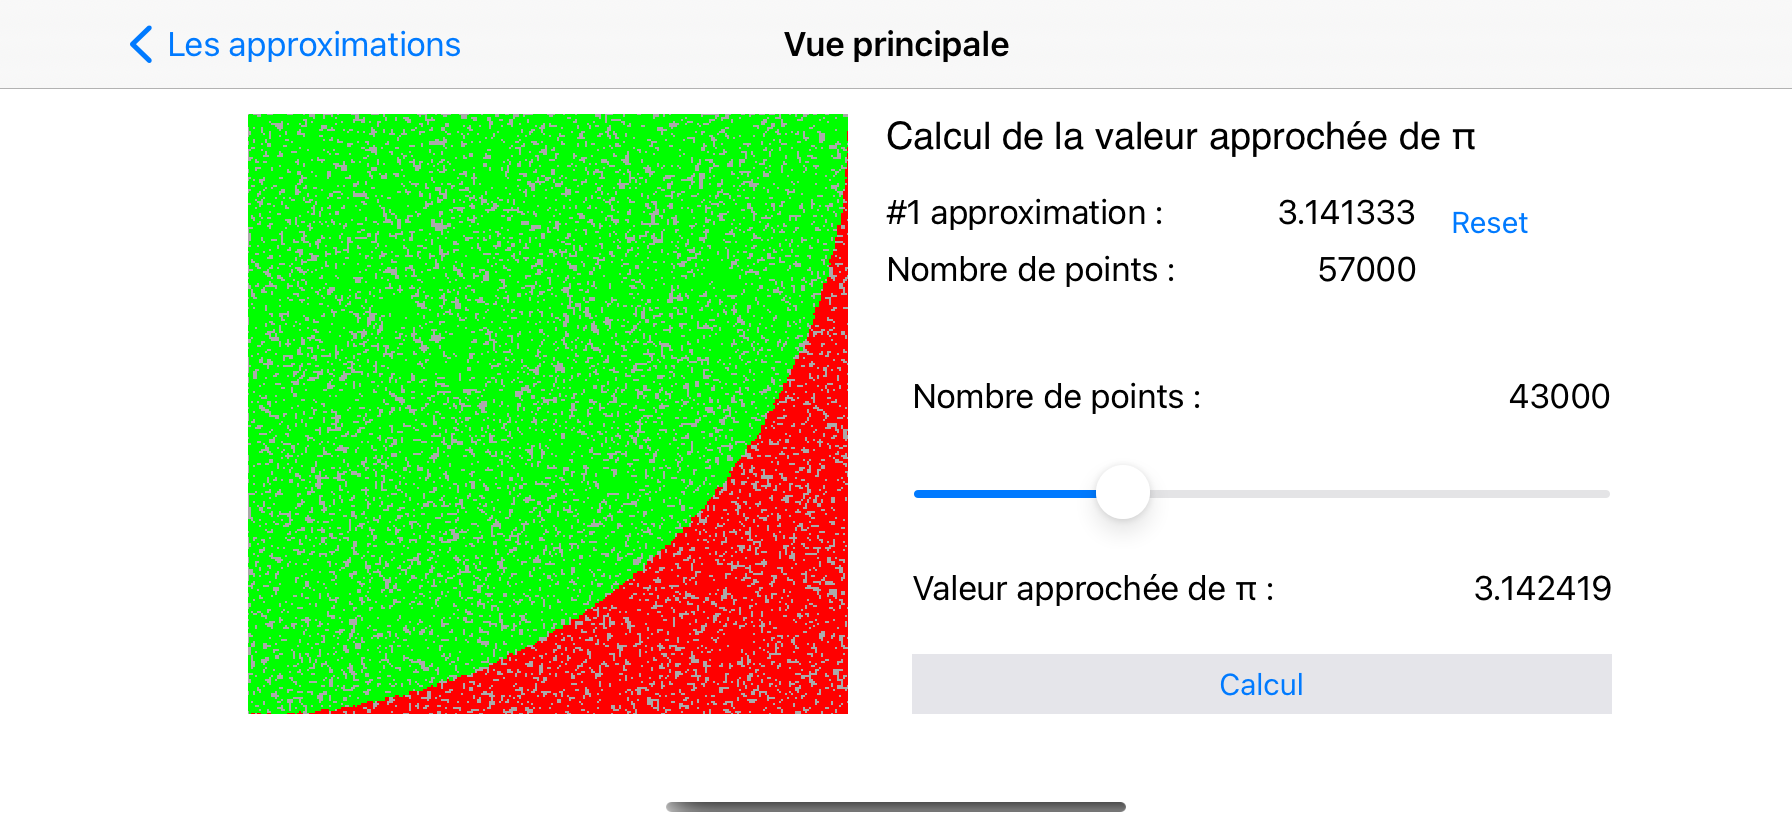 Les approximations
Vue principale
Calcul de la valeur approchée de π
#1 approximation : 3.141333
Reset
Nombre de points : 57000
Nombre de points : 43000
Valeur approchée de π : 3.142419
Calcul